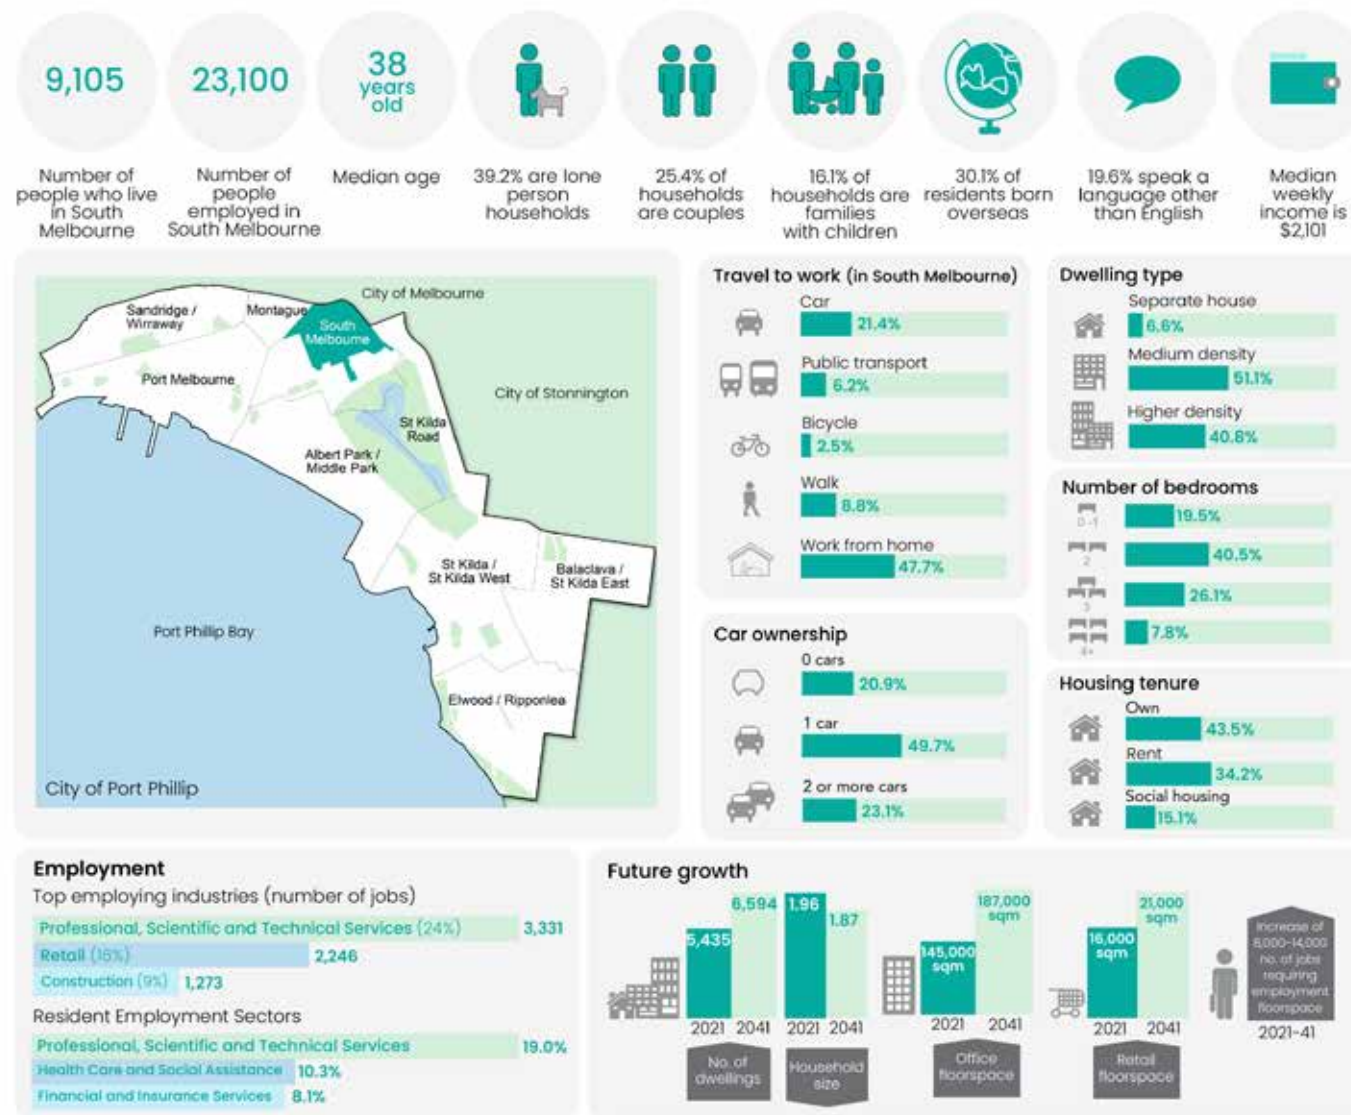 9,105
Number of
people who live
in South
Melbourne
23,100
Number of
people
employed in
South Melbourne
38
years
old
Median age
39.2% are lone
person
households
25.4% of
households
are couples
16.1% of
households are
families
with children
30.1% of
residents born
overseas
19.6% speak a
language other
than English
Median
weekly
income is
$2,101
City of Melbourne
Sandridge /
Wirraway
Montague
South
Melbourne
Port Melbourne
City of Stonnington
St Kilda
Road
Albert Park /
Middle Park
St Kilda /
St Kilda West
Balaclava /
St Kilda East
Port Phillip Bay
Elwood / Ripponlea
City of Port Phillip
Travel to work (in South Melbourne)
Car
21.4%
Public transport
6.2%
Bicycle
2.5%
Walk
8.8%
Work from home
47.7%
Car ownership
0 cars
20.9%
1 car
49.7%
2 or more cars
23.1%
Dwelling type
Separate house
6.6%
Medium density
51.1%
Higher density
40.8%
Number of bedrooms
0-1
19.5%
2
40.5%
3
26.1%
4+
7.8%
Housing tenure
Own
43.5%
Rent
34.2%
Social housing
15.1%
Employment
Top employing industries (number of jobs)
Professional, Scientific and Technical Services (24%) 3,331
Retail (16%) 2,246
Construction (9%) 1,273
Resident Employment Sectors
Professional, Scientific and Technical Services 19.0%
Health Care and Social Assistance 10.3%
Financial and Insurance Services 8.1%
Future growth
5,435
6,594
2021 2041
No. of
dwellings
1.96
1.87
2021 2041
Household
size
145,000
sqm
187,000
sqm
2021 2041
Office
floorspace
16,000
sqm
21,000
sqm
2021 2041
Retail
floorspace
Increase of
8,000-14,000
no. of jobs
requiring
employment
floorspace
2021-41